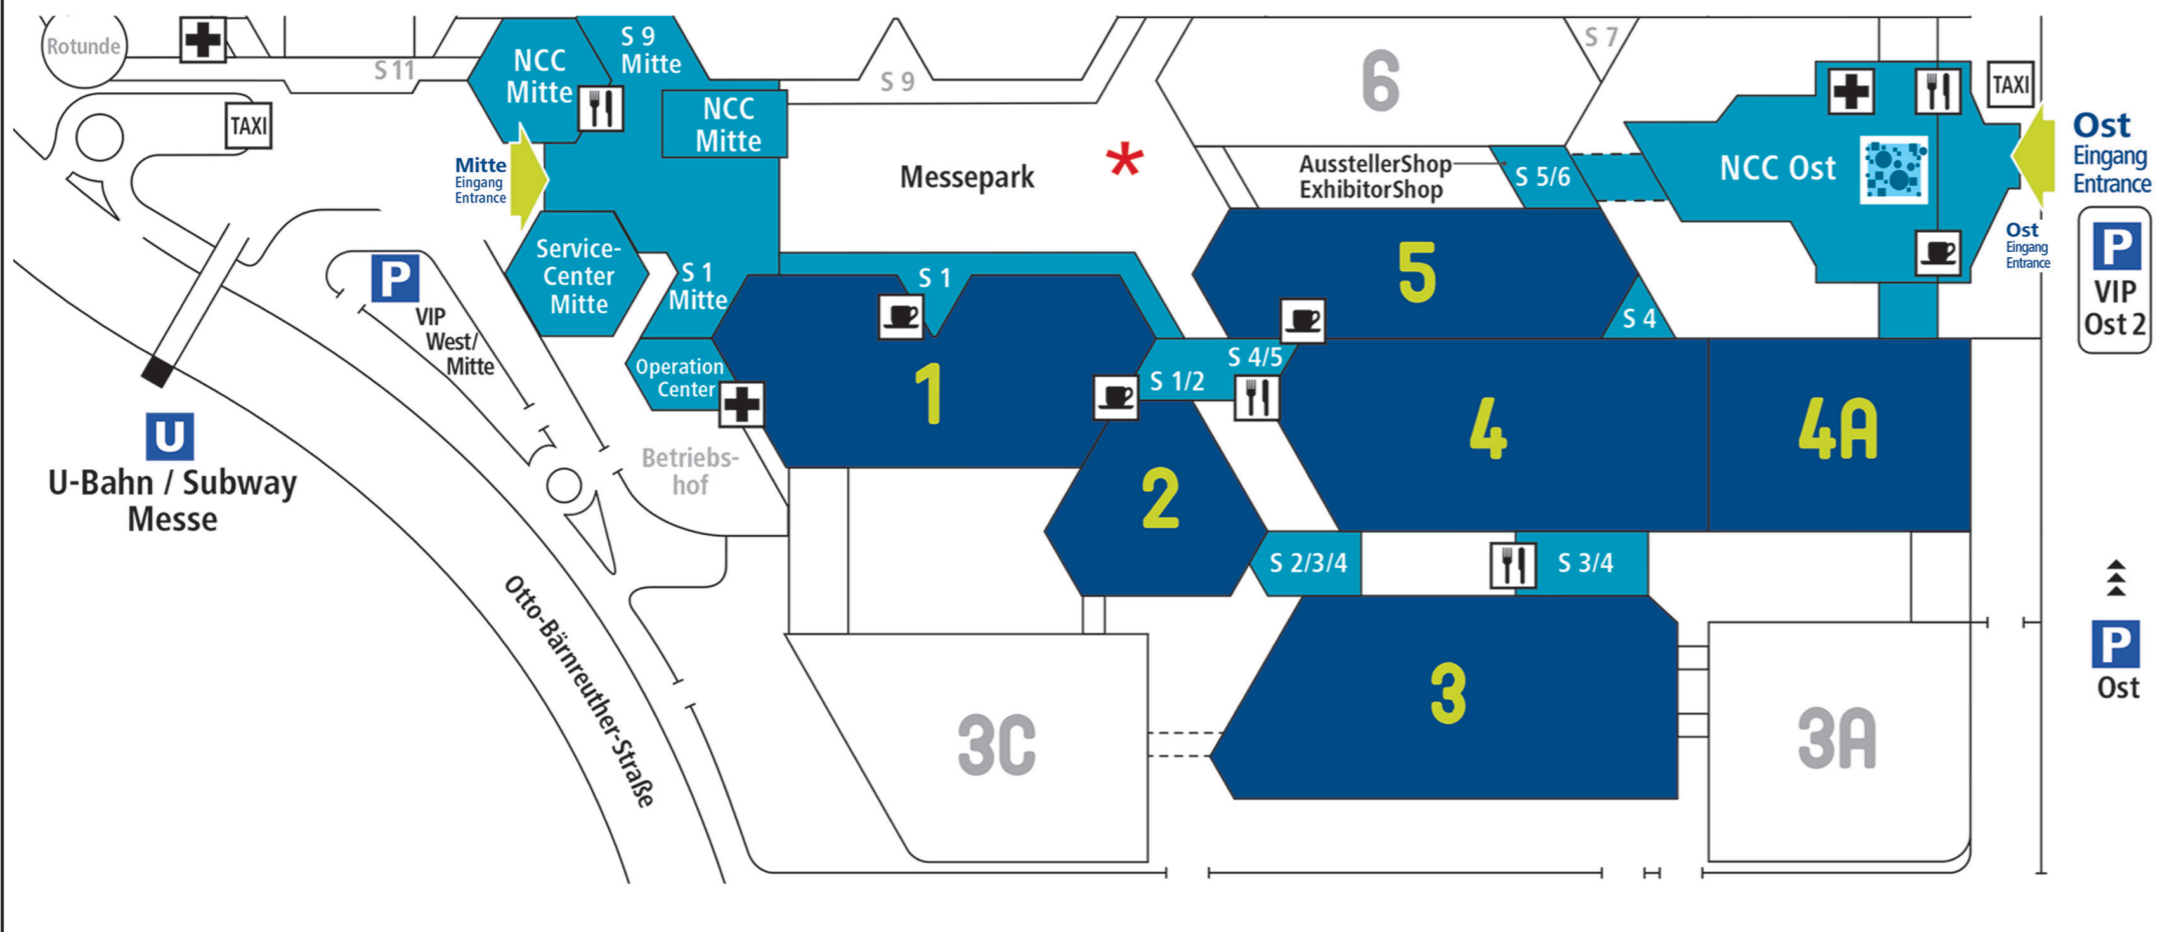 Rotunde
S 11
NCC
Mitte
S 9
Mitte
NCC
Mitte
S 9
6
S 7
TAXI
TAXI
Mitte
Eingang
Entrance
Messepark
*
AusstellerShop
ExhibitorShop
S 5/6
NCC Ost
Ost
Eingang
Entrance
Ost
Eingang
Entrance
P
VIP
Ost 2
Service-
Center
Mitte
S 1
Mitte
S 1
5
S 4
P
VIP
West/
Mitte
Operation
Center
1
S 1/2
S 4/5
4
4A
U
U-Bahn / Subway
Messe
Betriebs-
hof
2
S 2/3/4
S 3/4
Otto-Bärnreuther-Straße
3C
3
3A
P
Ost